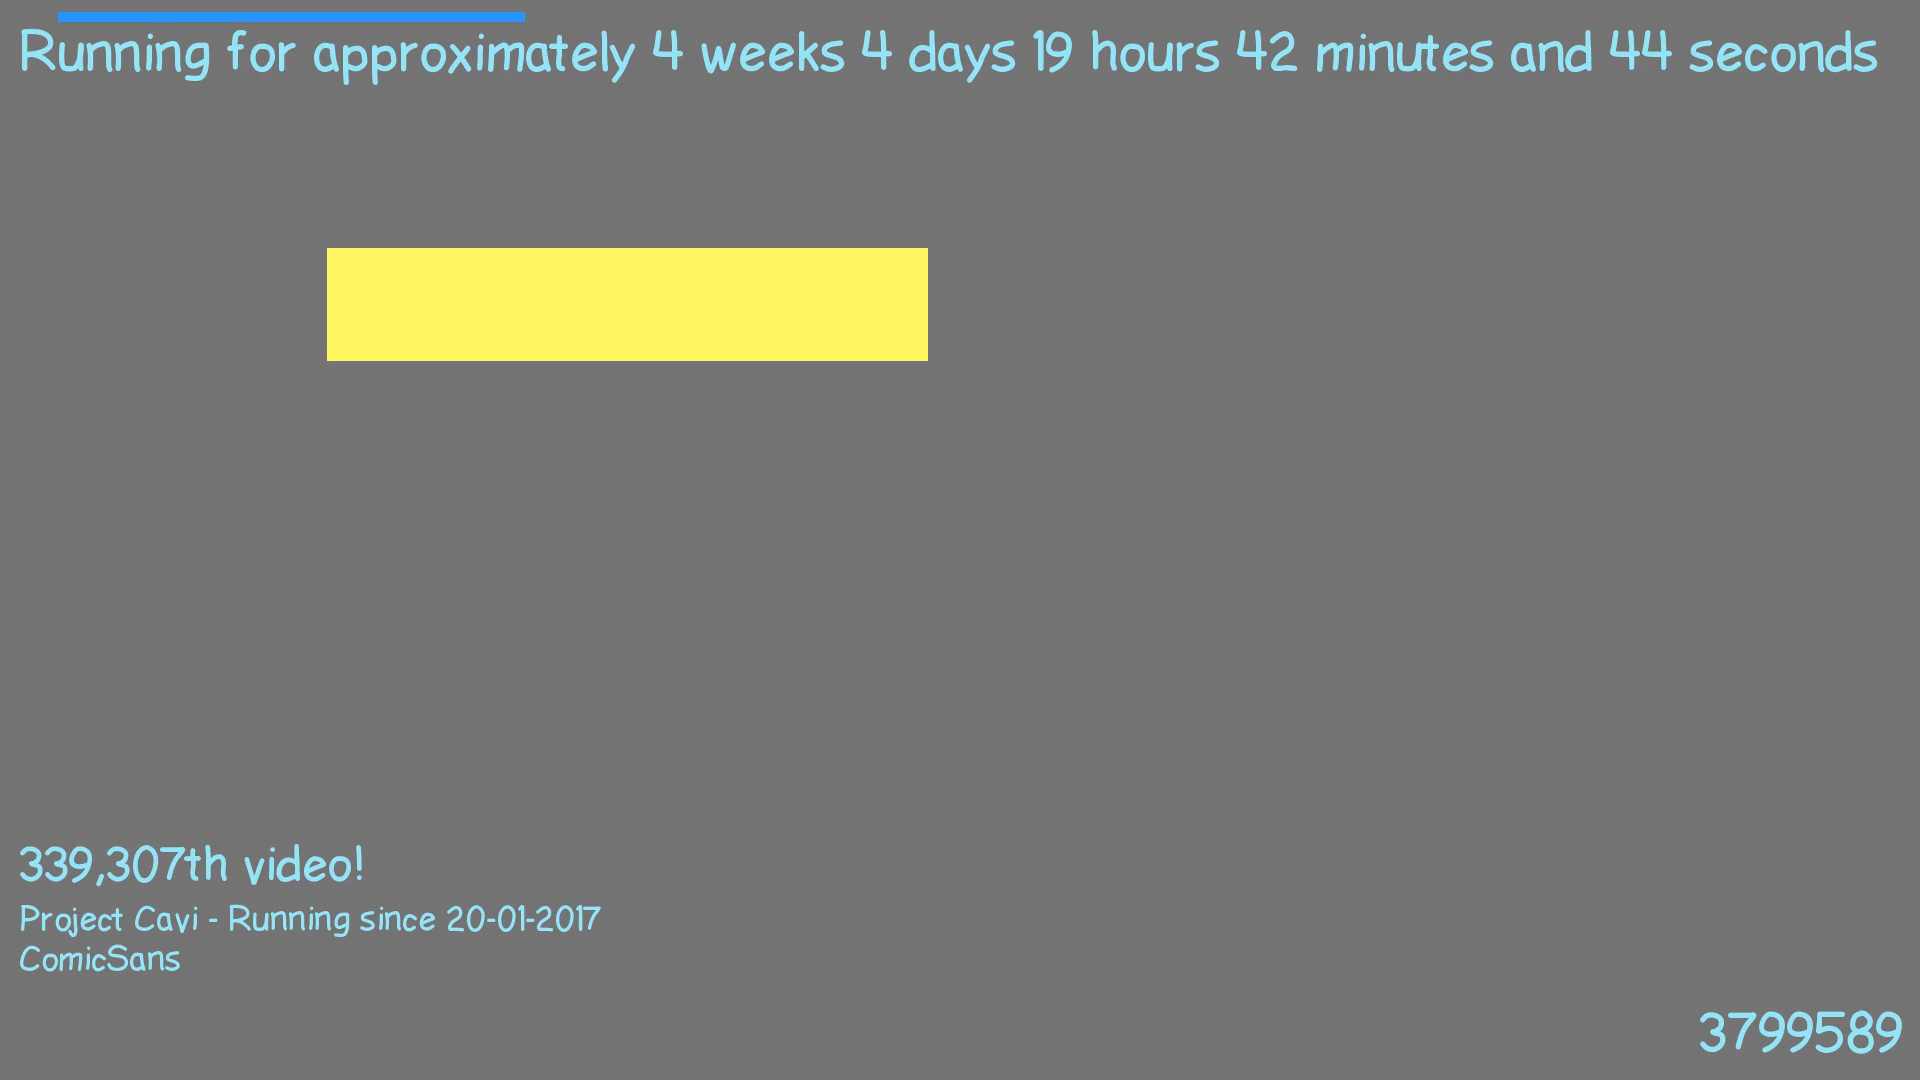 Running for approximately 4 weeks 4 days 19 hours 42 minutes and 44 seconds
339,307th video!
Project Cavi - Running since 20-01-2017
ComicSans
3799589